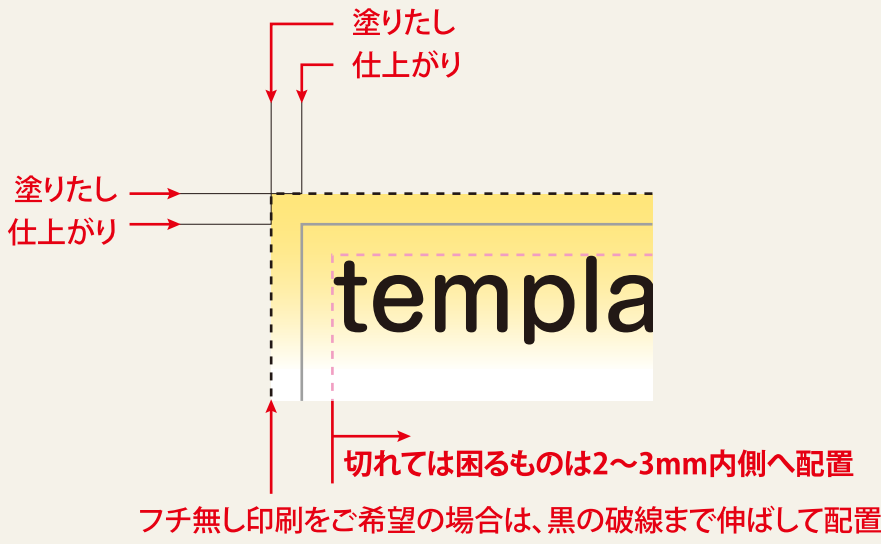 塗りたし
仕上がり
塗りたし
仕上がり
templa
切れては困るものは2〜3mm内側へ配置
フチ無し印刷をご希望の場合は、黒の破線まで伸ばして配置